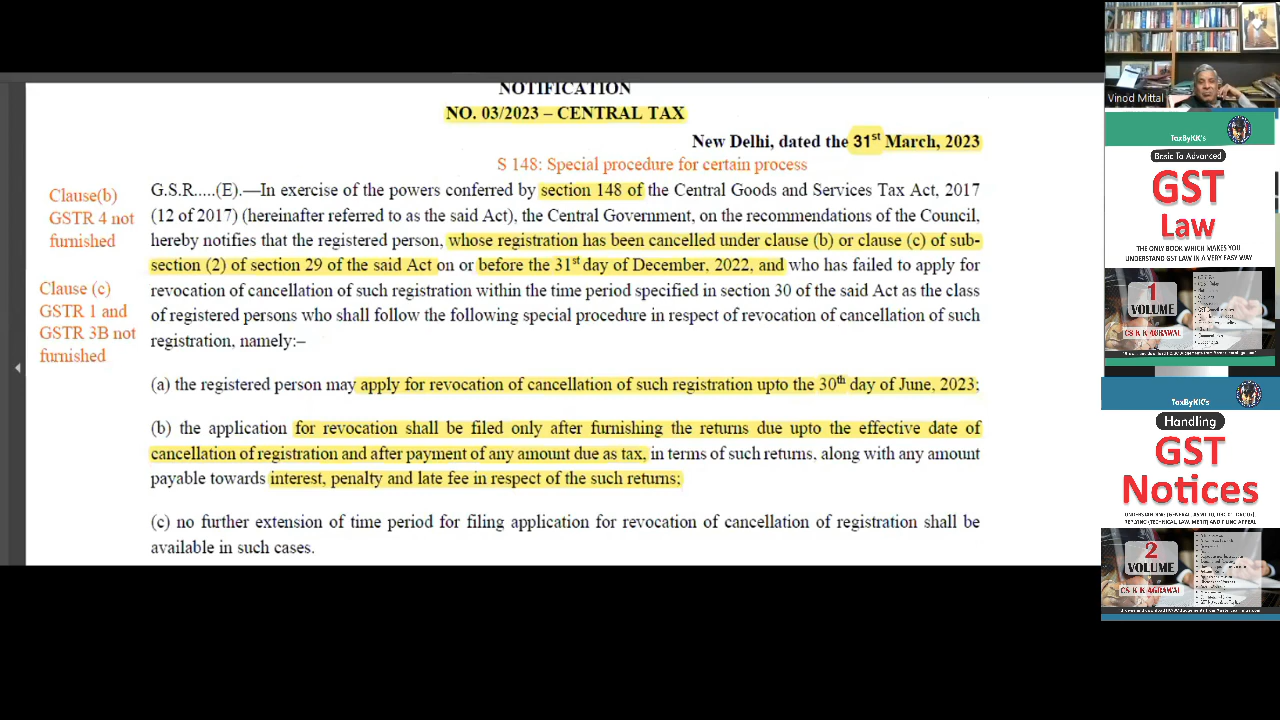 NOTIFICATION
NO. 03/2023 – CENTRAL TAX
New Delhi, dated the 31st March, 2023
S 148: Special procedure for certain process
G.S.R.....(E).—In exercise of the powers conferred by section 148 of the Central Goods and Services Tax Act, 2017
(12 of 2017) (hereinafter referred to as the said Act), the Central Government, on the recommendations of the Council,
hereby notifies that the registered person, whose registration has been cancelled under clause (b) or clause (c) of sub-
section (2) of section 29 of the said Act on or before the 31st day of December, 2022, and who has failed to apply for
revocation of cancellation of such registration within the time period specified in section 30 of the said Act as the class
of registered persons who shall follow the following special procedure in respect of revocation of cancellation of such
registration, namely:–
(a) the registered person may apply for revocation of cancellation of such registration upto the 30th day of June, 2023;
(b) the application for revocation shall be filed only after furnishing the returns due upto the effective date of
cancellation of registration and after payment of any amount due as tax, in terms of such returns, along with any amount
payable towards interest, penalty and late fee in respect of the such returns;
(c) no further extension of time period for filing application for revocation of cancellation of registration shall be
available in such cases.
Clause(b)
GSTR 4 not
furnished
Clause (c)
GSTR 1 and
GSTR 3B not
furnished
Vinod Mittal
TaxByKK's
Basic To Advanced
GST
Law
THE ONLY BOOK WHICH MAKES YOU
UNDERSTAND GST LAW IN A VERY EASY WAY
1
VOLUME
CS K K AGRAWAL
TaxByKK's
Handling
GST
Notices
2
VOLUME
CS K K AGRAWAL